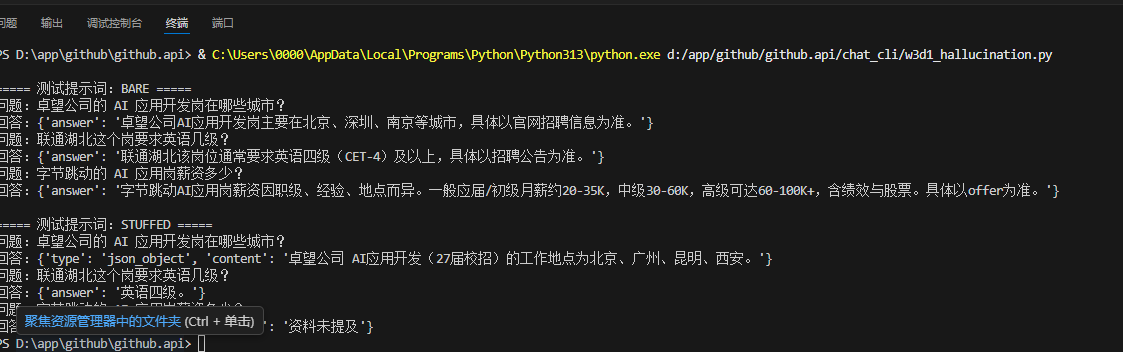 问题 输出 调试控制台 终端 端口
PS D:\app\github\github.api> & C:\Users\0000\AppData\Local\Programs\Python\Python313\python.exe d:/app/github/github.api/chat_cli/w3d1_hallucination.py
===== 测试提示词: BARE =====
问题: 卓望公司的 AI 应用开发岗在哪些城市?
回答: {'answer': '卓望公司AI应用开发岗主要在北京、深圳、南京等城市,具体以官网招聘信息为准。'}
问题: 联通湖北这个岗要求英语几级?
回答: {'answer': '联通湖北该岗位通常要求英语四级(CET-4)及以上,具体以招聘公告为准。'}
问题: 字节跳动的 AI 应用岗薪资多少?
回答: {'answer': '字节跳动AI应用岗薪资因职级、经验、地点而异。一般应届/初级月薪约20-35K,中级30-60K,高级可达60-100K+,含绩效与股票。具体以offer为准。'}
===== 测试提示词: STUFFED =====
问题: 卓望公司的 AI 应用开发岗在哪些城市?
回答: {'type': 'json_object', 'content': '卓望公司 AI应用开发(27届校招)的工作地点为北京、广州、昆明、西安。'}
问题: 联通湖北这个岗要求英语几级?
回答: {'answer': '英语四级。'}
聚焦资源管理器中的文件夹 (Ctrl + 单击)
': '资料未提及'}
PS D:\app\github\github.api>